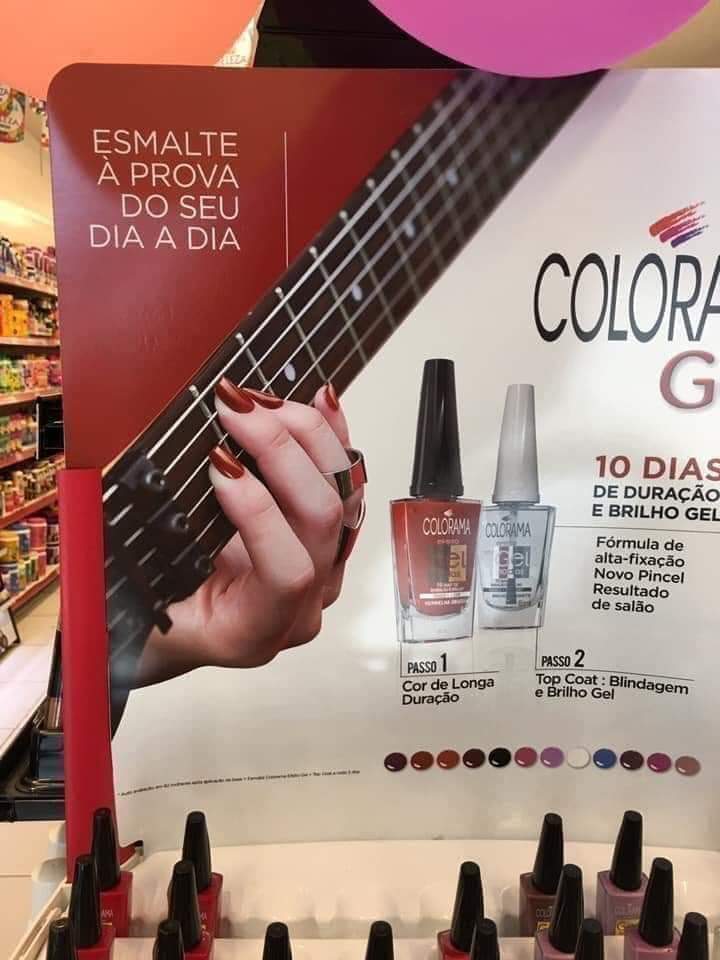 ESMALTE
À PROVA
DO SEU
DIA A DIA
COLORA
G
10 DIAS
DE DURAÇÃO
E BRILHO GEL
Fórmula de
alta-fixação
Novo Pincel
Resultado
de salão
COLORAMA
COLORAMA
PASSO 1
Cor de Longa
Duração
PASSO 2
Top Coat : Blindagem
e Brilho Gel